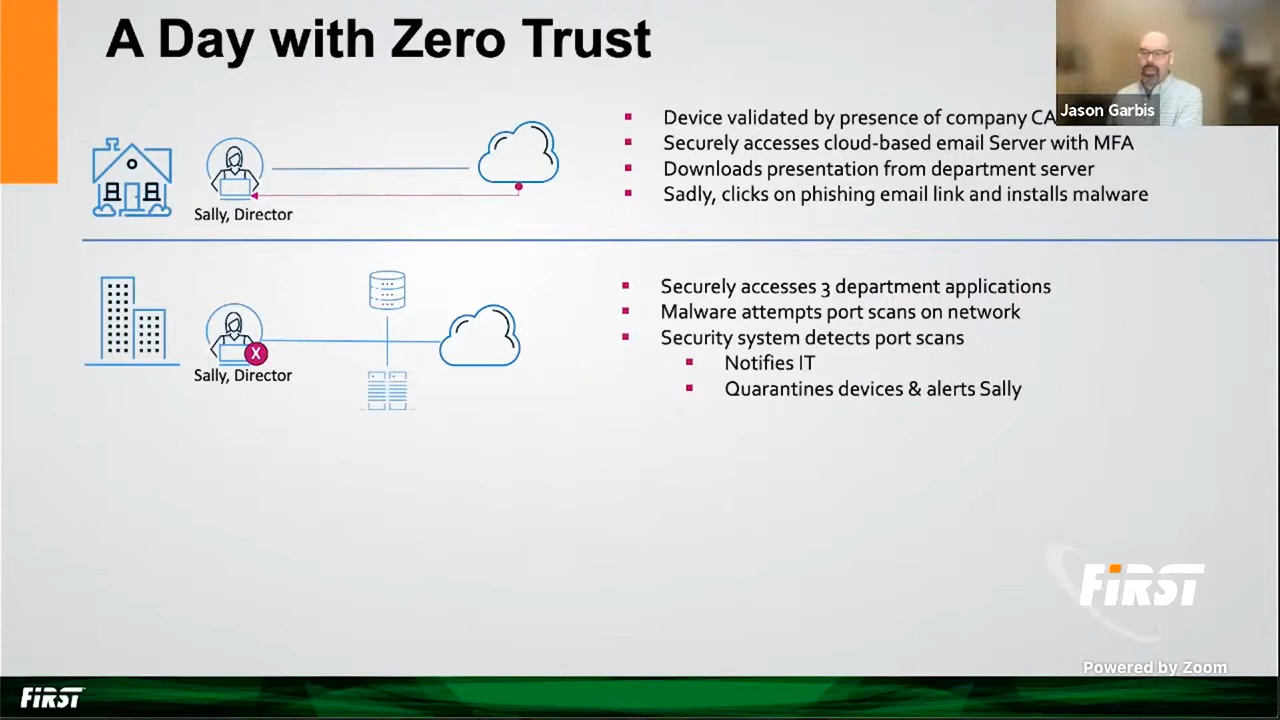 A Day with Zero Trust
Jason Garbis
Device validated by presence of company CA
Securely accesses cloud-based email Server with MFA
Downloads presentation from department server
Sadly, clicks on phishing email link and installs malware
Sally, Director
Securely accesses 3 department applications
Malware attempts port scans on network
Security system detects port scans
Notifies IT
Quarantines devices & alerts Sally
X
Sally, Director
FiRST
Powered by Zoom
FiRST